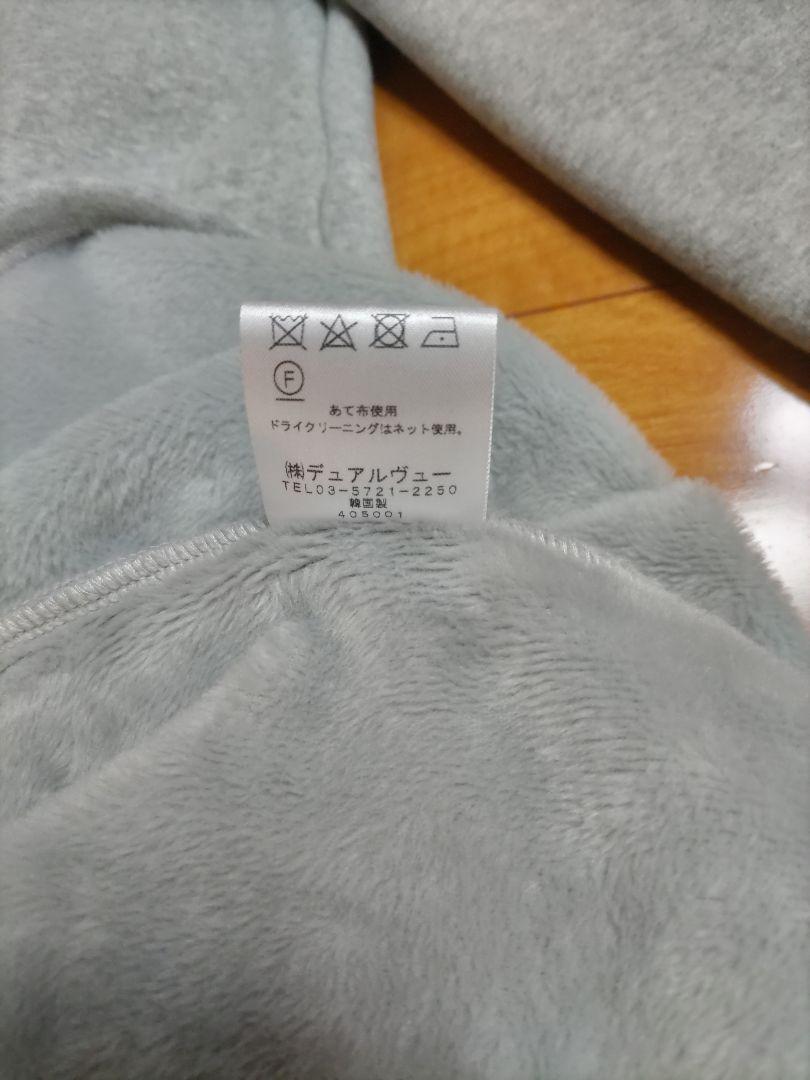 F
あて布使用
ドライクリーニングはネット使用。
㈱デュアルヴュー
TEL03-5721-2250
韓国製
405001